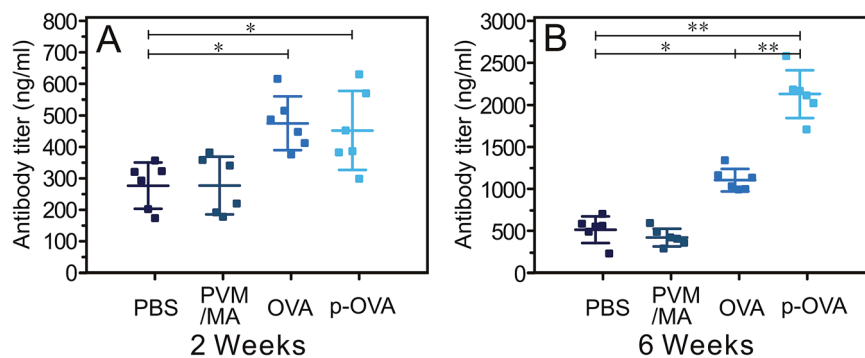 A
Antibody titer (ng/ml)
800
700
600
500
400
300
200
100
0
*
*
PBS
PVM
/MA
OVA
p-OVA
2 Weeks
B
Antibody titer (ng/ml)
3000
2500
2000
1500
1000
500
0
**
*
**
PBS
PVM
/MA
OVA
p-OVA
6 Weeks